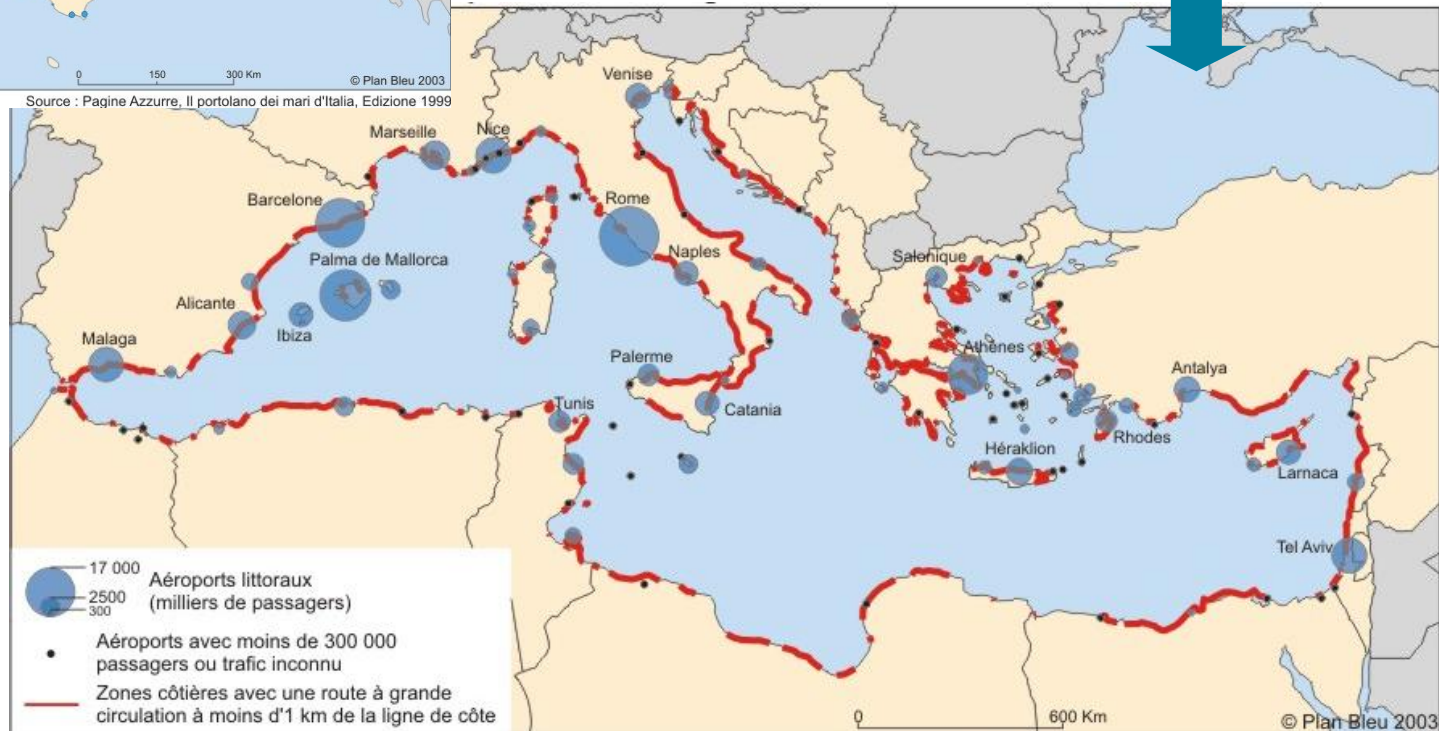 0 150 300 Km
© Plan Bleu 2003
Source : Pagine Azzurre, Il portolano dei mari d'Italia, Edizione 1999
Venise
Marseille
Nice
Barcelone
Rome
Palma de Mallorca
Naples
Salonique
Alicante
Ibiza
Malaga
Palerme
Athènes
Antalya
Tunis
Catania
Rhodes
Héraklion
Larnaca
Tel Aviv
17 000
2500
300
Aéroports littoraux
(milliers de passagers)
Aéroports avec moins de 300 000
passagers ou trafic inconnu
Zones côtières avec une route à grande
circulation à moins d'1 km de la ligne de côte
0 600 Km
© Plan Bleu 2003